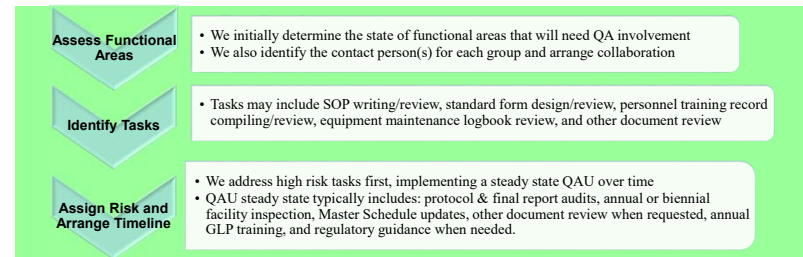 Assess Functional
Areas
• We initially determine the state of functional areas that will need QA involvement
• We also identify the contact person(s) for each group and arrange collaboration
Identify Tasks
• Tasks may include SOP writing/review, standard form design/review, personnel training record
compiling/review, equipment maintenance logbook review, and other document review
Assign Risk and
Arrange Timeline
• We address high risk tasks first, implementing a steady state QAU over time
• QAU steady state typically includes: protocol & final report audits, annual or biennial
facility inspection, Master Schedule updates, other document review when requested, annual
GLP training, and regulatory guidance when needed.